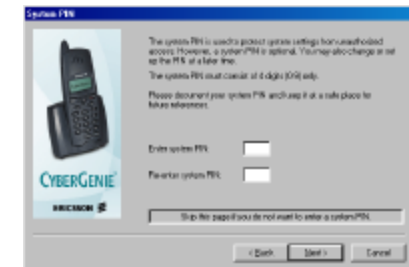 System PIN
The system PIN is used to protect system settings from unauthorized
access. However, a system PIN is optional. You may also change or set
up the PIN at a later time.
The system PIN must consist of 4 digits (0-9) only.
Please document your system PIN and keep it at a safe place for
future references.
Enter system PIN:
Re-enter system PIN:
CYBERGENIE
ERICSSON
Skip this page if you do not want to enter a system PIN.
< Back
Next >
Cancel